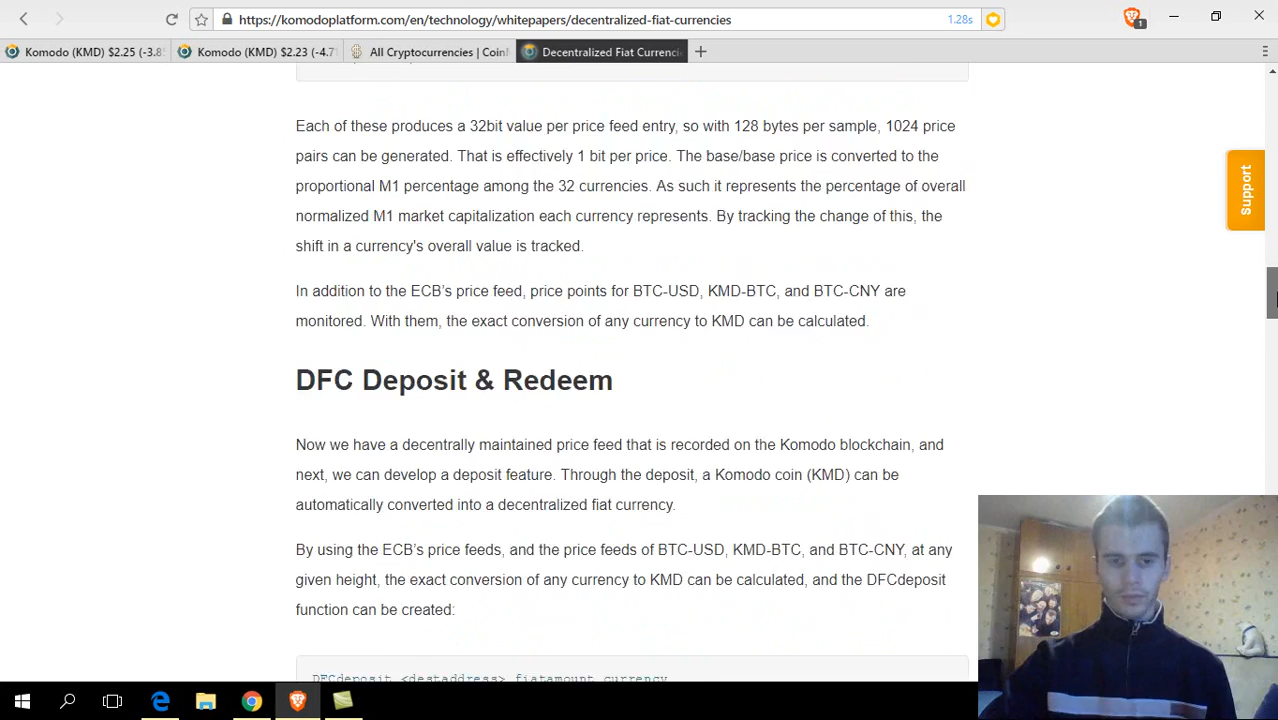 https://komodoplatform.com/en/technology/whitepapers/decentralized-fiat-currencies
1.28s
1
Komodo (KMD) $2.25 (-3.8
Komodo (KMD) $2.23 (-4.7
All Cryptocurrencies | Coin
Decentralized Fiat Currenci
Each of these produces a 32bit value per price feed entry, so with 128 bytes per sample, 1024 price
pairs can be generated. That is effectively 1 bit per price. The base/base price is converted to the
proportional M1 percentage among the 32 currencies. As such it represents the percentage of overall
normalized M1 market capitalization each currency represents. By tracking the change of this, the
shift in a currency's overall value is tracked.
Support
In addition to the ECB's price feed, price points for BTC-USD, KMD-BTC, and BTC-CNY are
monitored. With them, the exact conversion of any currency to KMD can be calculated.
DFC Deposit & Redeem
Now we have a decentrally maintained price feed that is recorded on the Komodo blockchain, and
next, we can develop a deposit feature. Through the deposit, a Komodo coin (KMD) can be
automatically converted into a decentralized fiat currency.
By using the ECB's price feeds, and the price feeds of BTC-USD, KMD-BTC, and BTC-CNY, at any
given height, the exact conversion of any currency to KMD can be calculated, and the DFCdeposit
function can be created:
DFCdeposit <destaddress> fiatamount currency